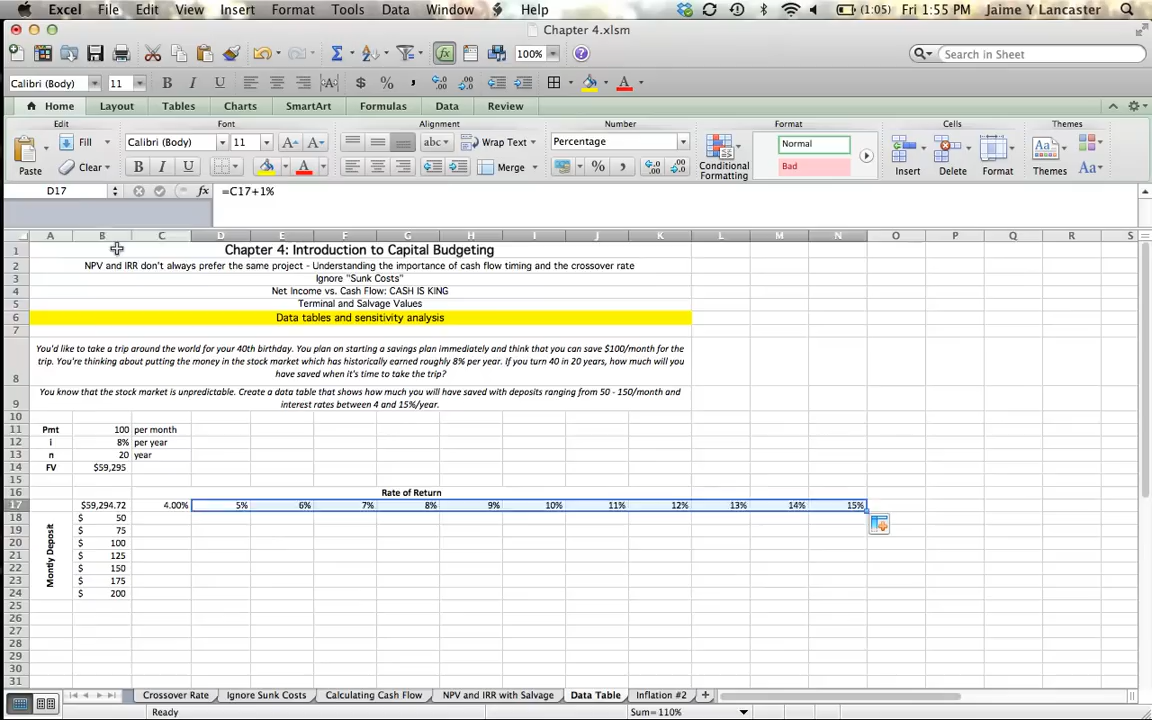 Excel File Edit View Insert Format Tools Data Window Help (1:05) Fri 1:55 PM Jaime Y Lancaster
Chapter 4.xlsm
100% Search in Sheet
Calibri (Body) 11 B I U
Home Layout Tables Charts SmartArt Formulas Data Review
Edit Font Alignment Number Format Cells Themes
Fill Calibri (Body) 11 abc Wrap Text Percentage Normal
Paste Clear B I U Merge Conditional Formatting Bad Insert Delete Format Themes
D17 fx =C17+1%
A B C D E F G H I J K L M N O P Q R S
1 Chapter 4: Introduction to Capital Budgeting
2 NPV and IRR don't always prefer the same project - Understanding the importance of cash flow timing and the crossover rate
3 Ignore "Sunk Costs"
4 Net Income vs. Cash Flow: CASH IS KING
5 Terminal and Salvage Values
6 Data tables and sensitivity analysis
7
You'd like to take a trip around the world for your 40th birthday. You plan on starting a savings plan immediately and think that you can save $100/month for the
trip. You're thinking about putting the money in the stock market which has historically earned roughly 8% per year. If you turn 40 in 20 years, how much will you
8 have saved when it's time to take the trip?
You know that the stock market is unpredictable. Create a data table that shows how much you will have saved with deposits ranging from 50 - 150/month and
9 interest rates between 4 and 15%/year.
10
11 Pmt 100 per month
12 i 8% per year
13 n 20 year
14 FV $59,295
15
16 Rate of Return
17 $59,294.72 4.00% 5% 6% 7% 8% 9% 10% 11% 12% 13% 14% 15%
Montly Deposit
18 $ 50
19 $ 75
20 $ 100
21 $ 125
22 $ 150
23 $ 175
24 $ 200
25
26
27
28
29
30
31
Crossover Rate Ignore Sunk Costs Calculating Cash Flow NPV and IRR with Salvage Data Table Inflation #2
Ready Sum=110%